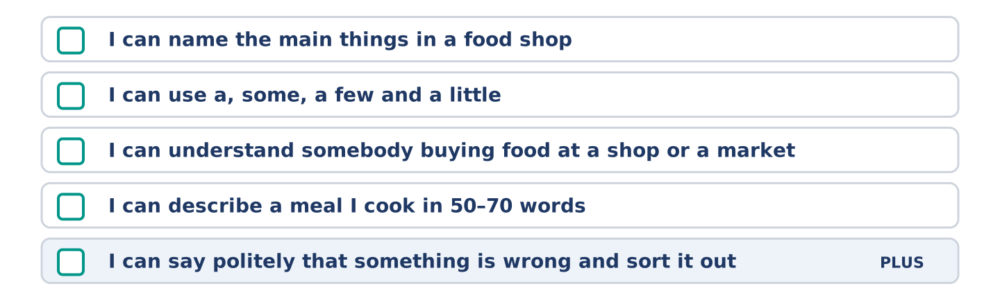 I can name the main things in a food shop
I can use a, some, a few and a little
I can understand somebody buying food at a shop or a market
I can describe a meal I cook in 50–70 words
I can say politely that something is wrong and sort it out PLUS